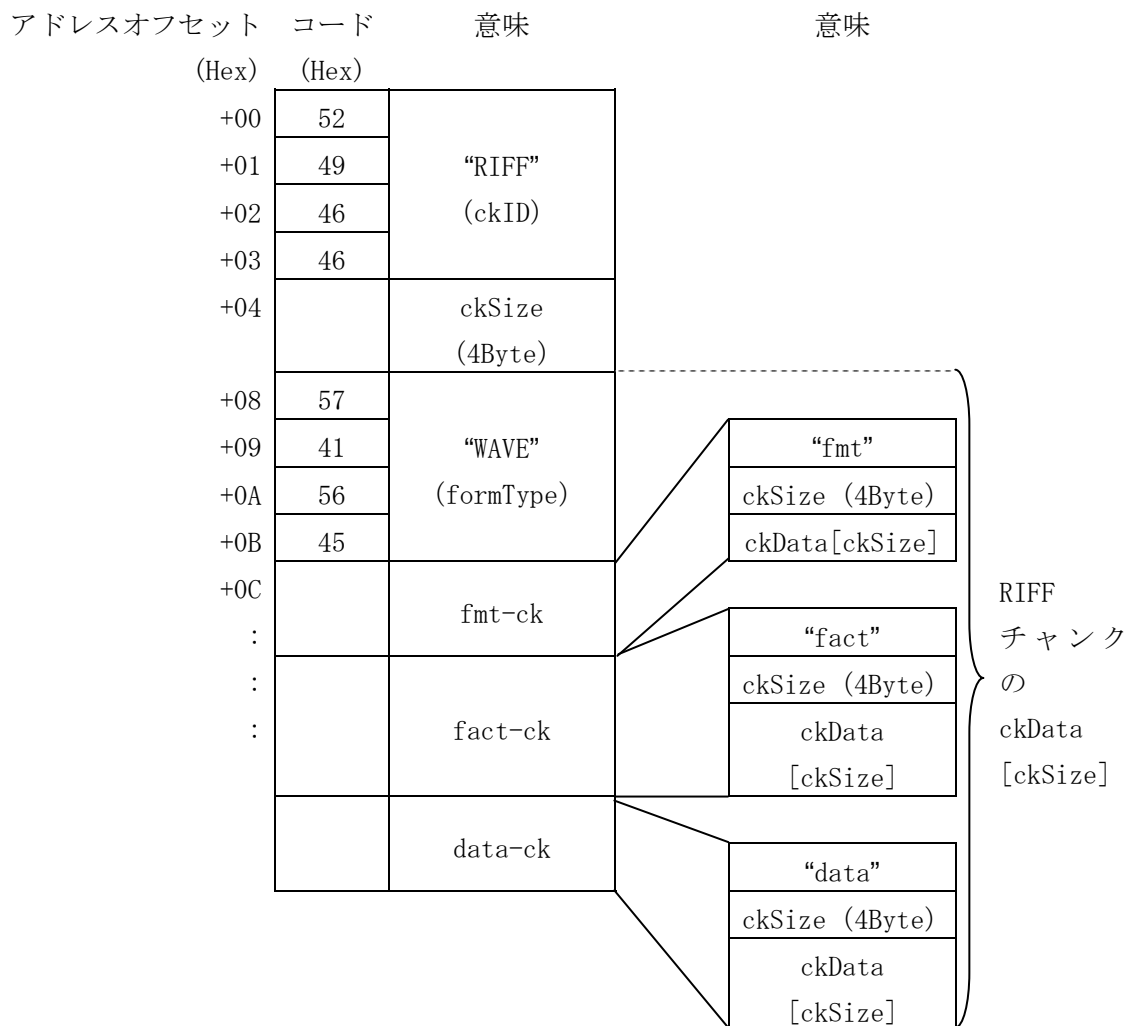 アドレスオフセット コード 意味 意味
(Hex) (Hex)
+00 52
+01 49 “RIFF”
+02 46 (ckID)
+03 46
+04 ckSize
(4Byte)
+08 57
+09 41 “WAVE” “fmt”
+0A 56 (formType) ckSize (4Byte)
+0B 45 ckData[ckSize]
+0C
fmt-ck
: “fact”
: ckSize (4Byte)
: fact-ck ckData
[ckSize]
data-ck
“data”
ckSize (4Byte)
ckData
[ckSize]
RIFF
チャンク
の
ckData
[ckSize]